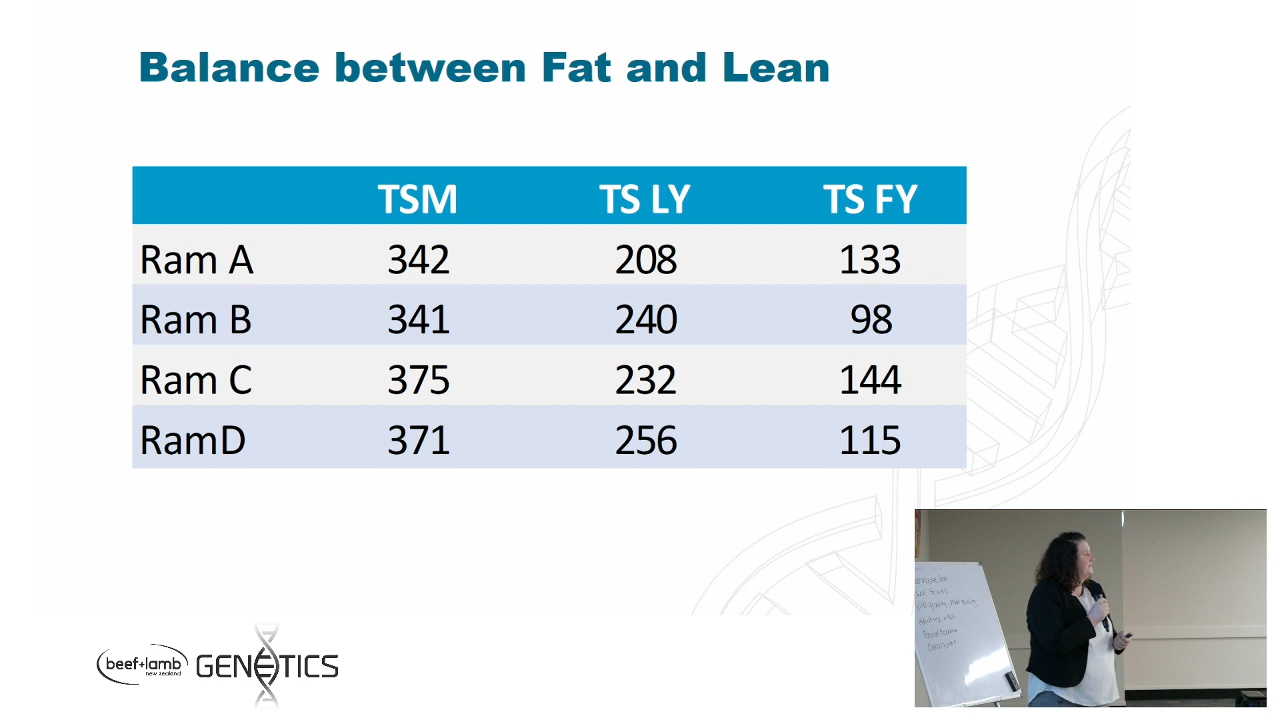 Balance between Fat and Lean
TSM TS LY TS FY
Ram A 342 208 133
Ram B 341 240 98
Ram C 375 232 144
RamD 371 256 115
beef+lamb
new zealand
GENETICS